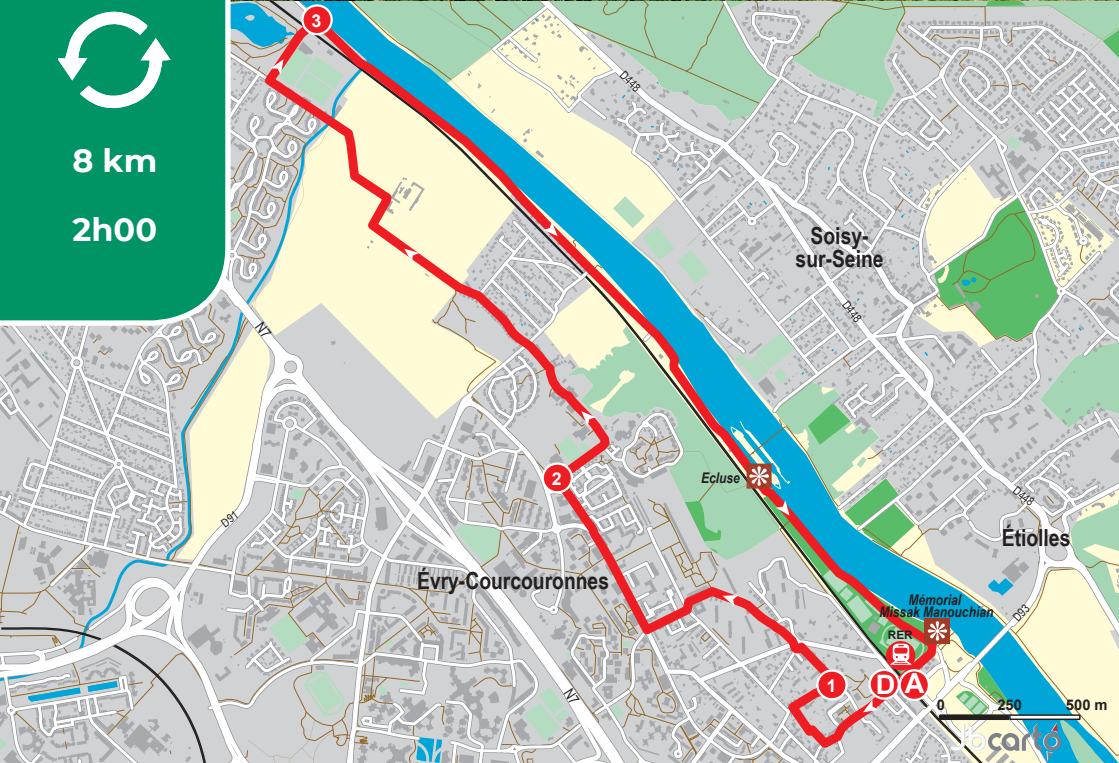 8 km
2h00
3
D448
Soisy-
sur-Seine
D448
N7
2
Ecluse
D91
D448
Étiolles
Évry-Courcouronnes
Mémorial
Missak Manouchian
D93
RER
1
D A
N7
0 250 500 m